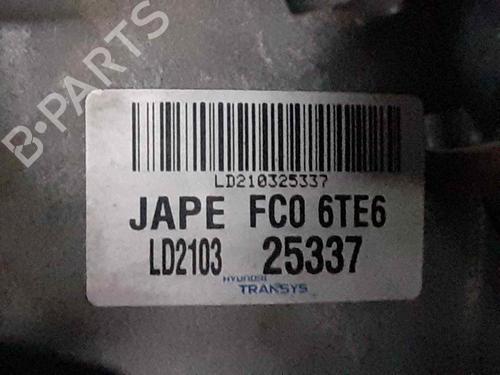 B-PARTS
LD210325337
JAPE FC0 6TE6
LD2103 25337
HYUNDAI
TRANSYS